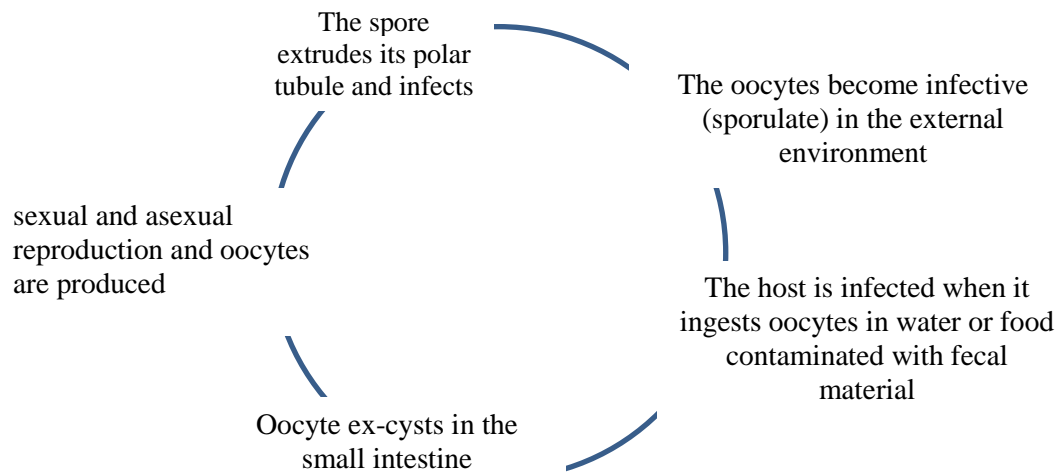 The spore
extrudes its polar
tubule and infects
The oocytes become infective
(sporulate) in the external
environment
The host is infected when it
ingests oocytes in water or food
contaminated with fecal
material
Oocyte ex-cysts in the
small intestine
sexual and asexual
reproduction and oocytes
are produced